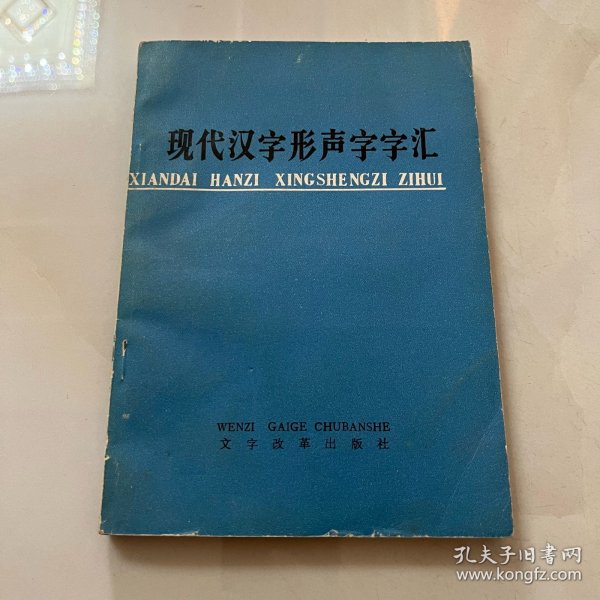 现代汉字形声字字汇
XIANDAI HANZI XINGSHENGZI ZIHUI
WENZI GAIGE CHUBANSHE
文字改革出版社
孔夫子旧书网
www.kongfz.com